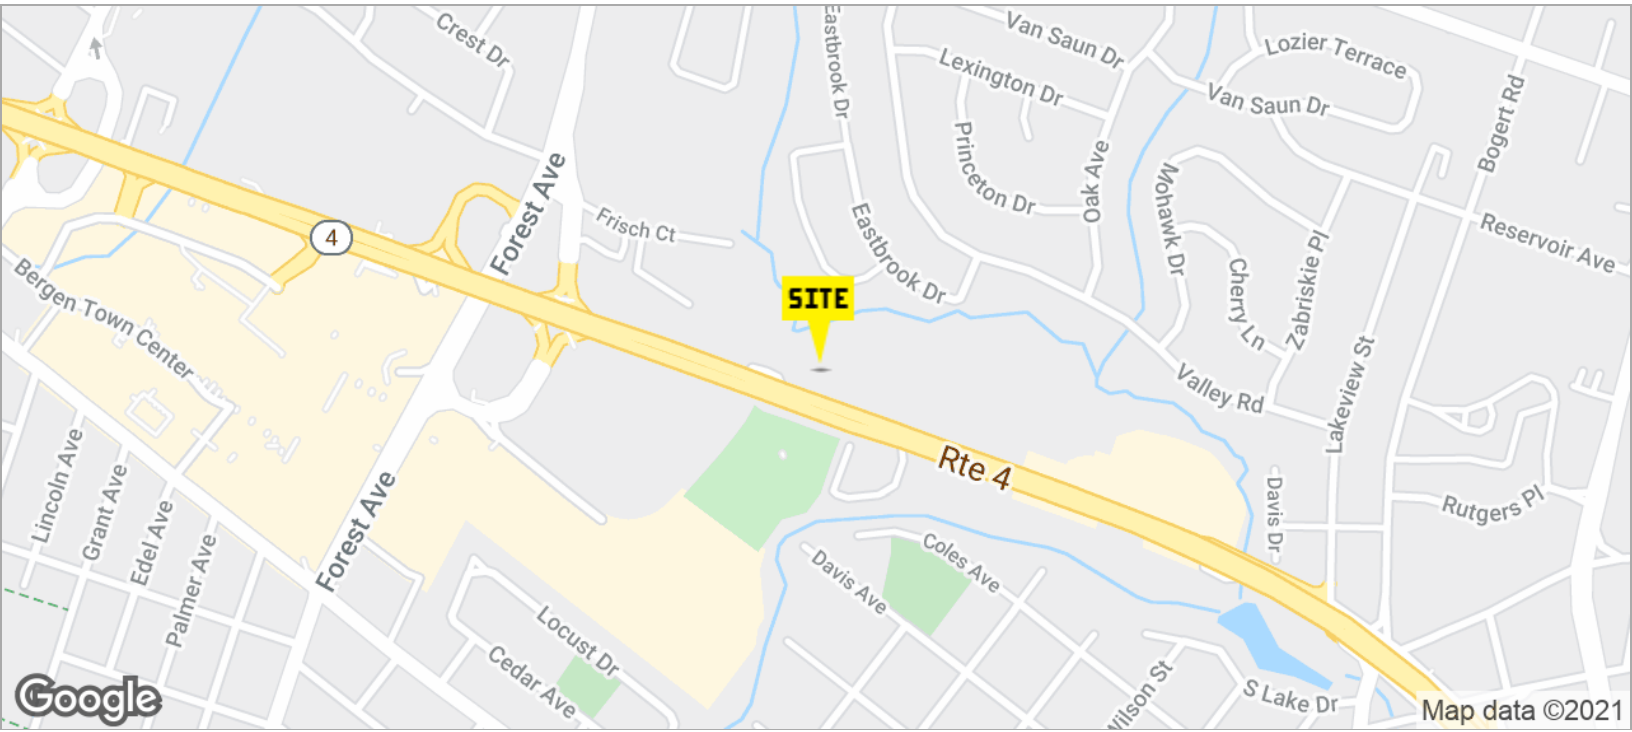 Crest Dr
Eastbrook Dr
Van Saun Dr
Lexington Dr
Lozier Terrace
Van Saun Dr
Bogert Rd
Princeton Dr
Oak Ave
Mohawk Dr
Forest Ave
Frisch Ct
Eastbrook Dr
Reservoir Ave
4
Zabriskie Pl
Cherry Ln
Bergen Town Center
SITE
Valley Rd
Lakeview St
Rte 4
Lincoln Ave
Grant Ave
Edel Ave
Palmer Ave
Forest Ave
Davis Dr
Rutgers Pl
Coles Ave
Davis Ave
Locust Dr
Cedar Ave
Wilson St
S Lake Dr
Google
Map data ©2021